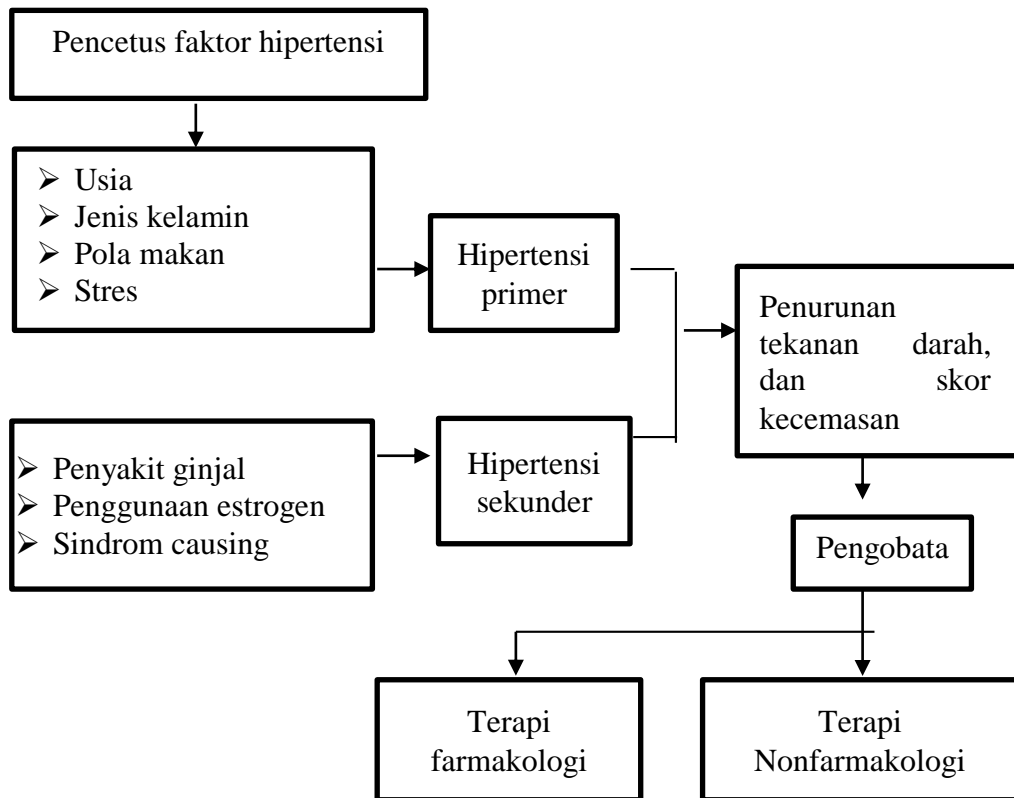 Pencetus faktor hipertensi
➢ Usia
➢ Jenis kelamin
➢ Pola makan
➢ Stres
Hipertensi
primer
Penurunan
tekanan darah,
dan skor
kecemasan
➢ Penyakit ginjal
➢ Penggunaan estrogen
➢ Sindrom causing
Hipertensi
sekunder
Pengobata
Terapi
farmakologi
Terapi
Nonfarmakologi